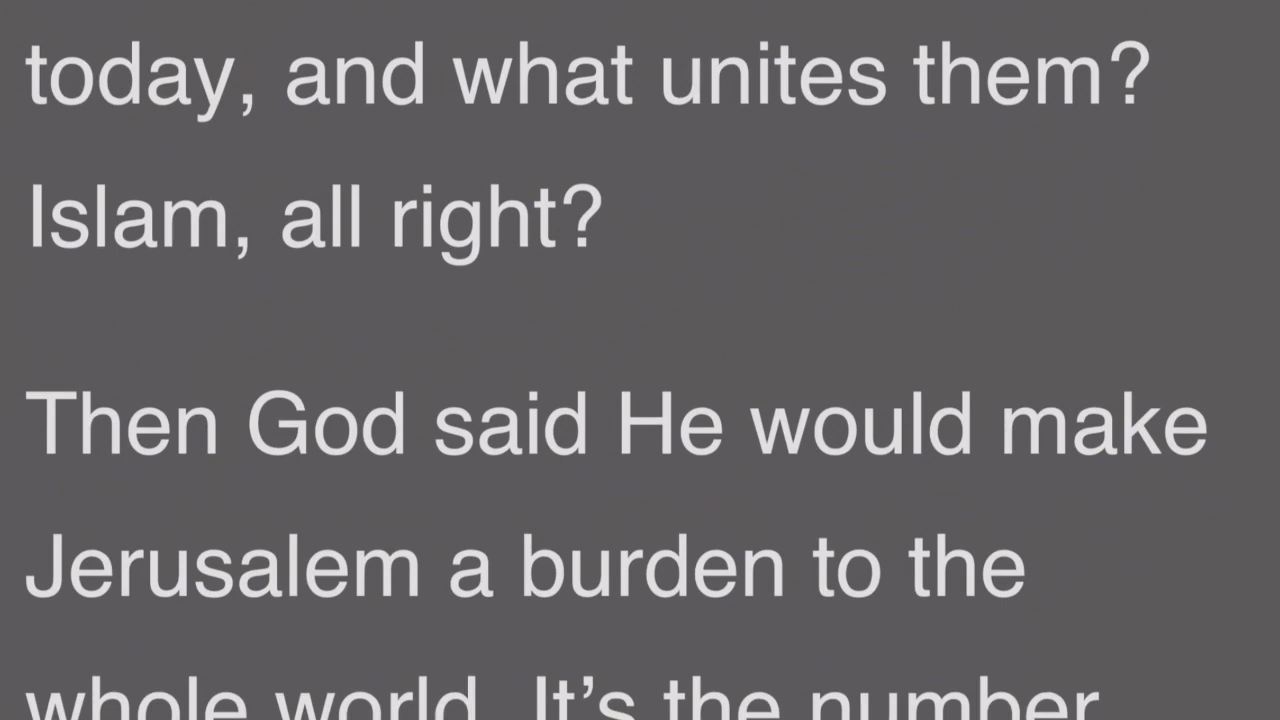 today, and what unites them?
Islam, all right?
Then God said He would make
Jerusalem a burden to the
whole world. It’s the number